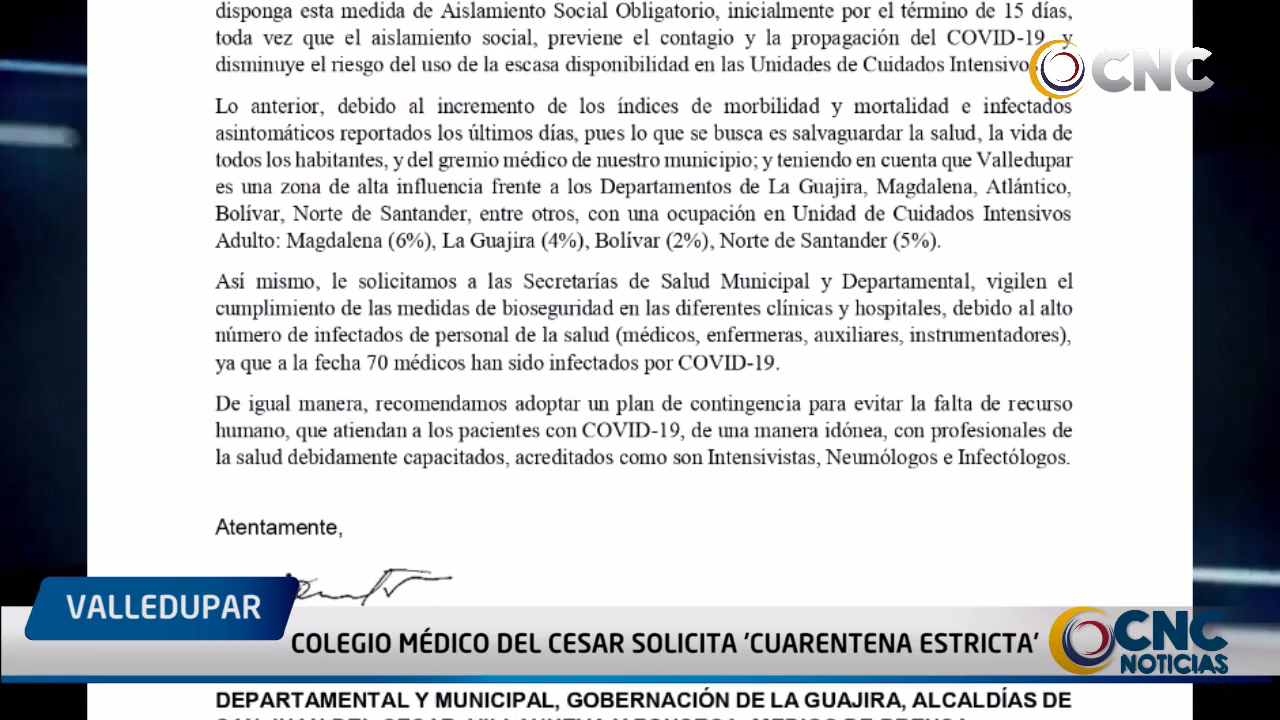 disponga esta medida de Aislamiento Social Obligatorio, inicialmente por el término de 15 días,
toda vez que el aislamiento social, previene el contagio y la propagación del COVID-19, y
disminuye el riesgo del uso de la escasa disponibilidad en las Unidades de Cuidados Intensivos
CNC
Lo anterior, debido al incremento de los índices de morbilidad y mortalidad e infectados
asintomáticos reportados los últimos días, pues lo que se busca es salvaguardar la salud, la vida de
todos los habitantes, y del gremio médico de nuestro municipio; y teniendo en cuenta que Valledupar
es una zona de alta influencia frente a los Departamentos de La Guajira, Magdalena, Atlántico,
Bolívar, Norte de Santander, entre otros, con una ocupación en Unidad de Cuidados Intensivos
Adulto: Magdalena (6%), La Guajira (4%), Bolívar (2%), Norte de Santander (5%).
Así mismo, le solicitamos a las Secretarías de Salud Municipal y Departamental, vigilen el
cumplimiento de las medidas de bioseguridad en las diferentes clínicas y hospitales, debido al alto
número de infectados de personal de la salud (médicos, enfermeras, auxiliares, instrumentadores),
ya que a la fecha 70 médicos han sido infectados por COVID-19.
De igual manera, recomendamos adoptar un plan de contingencia para evitar la falta de recurso
humano, que atiendan a los pacientes con COVID-19, de una manera idónea, con profesionales de
la salud debidamente capacitados, acreditados como son Intensivistas, Neumólogos e Infectólogos.
Atentamente,
VALLEDUPAR
COLEGIO MÉDICO DEL CESAR SOLICITA 'CUARENTENA ESTRICTA'
CNC
NOTICIAS
DEPARTAMENTAL Y MUNICIPAL, GOBERNACIÓN DE LA GUAJIRA, ALCALDÍAS DE
SAN JUAN DEL CESAR, VILLANUEVA Y FONSECA, MEDIOS DE PRENSA